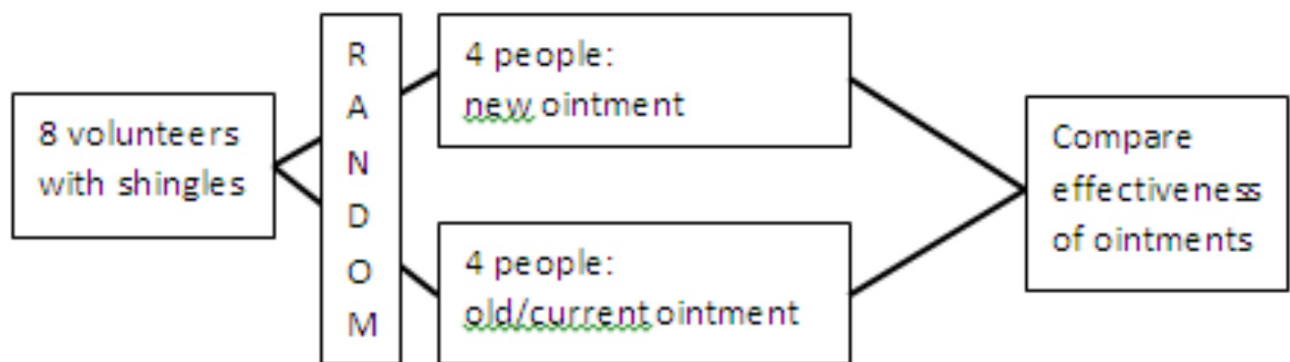 8 volunteers
with shingles
R
A
N
D
O
M
4 people:
new ointment
4 people:
old/current ointment
Compare
effectiveness
of ointments